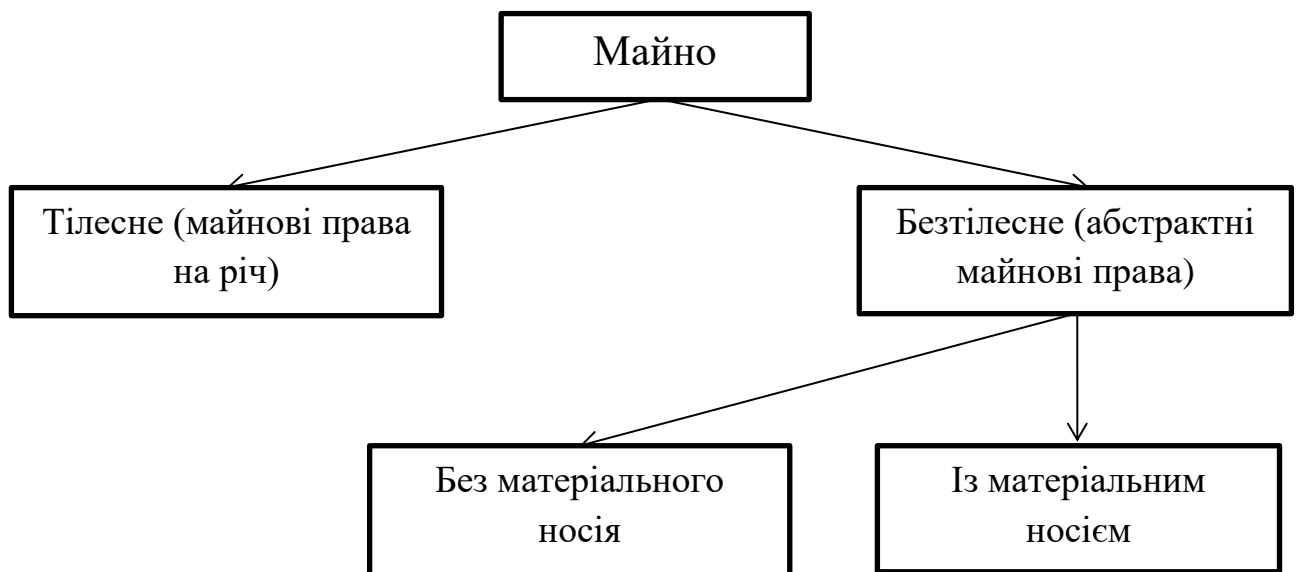 Майно
Тілесне (майнові права
на річ)
Безтілесне (абстрактні
майнові права)
Без матеріального
носія
Із матеріальним
носієм